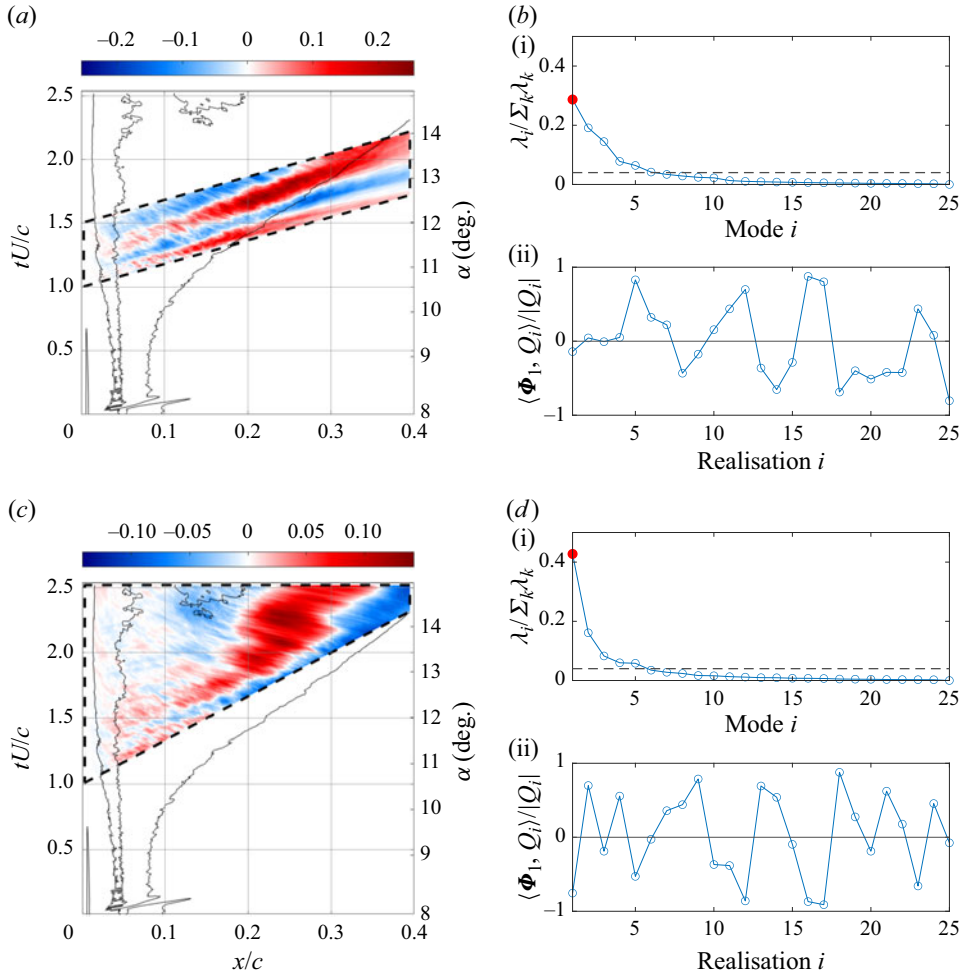 (a)
–0.2 –0.1 0 0.1 0.2
2.5
2.0
1.5
1.0
0.5
tU/c
14
13
12
11
10
9
8
α (deg.)
0 0.1 0.2 0.3 0.4
(b)
(i)
0.4
0.2
0
λi/Σkλk
5 10 15 20 25
Mode i
(ii)
1
0
–1
⟨Φ1, Qi⟩/|Qi|
5 10 15 20 25
Realisation i
(c)
–0.10 –0.05 0 0.05 0.10
2.5
2.0
1.5
1.0
0.5
tU/c
14
13
12
11
10
9
8
α (deg.)
0 0.1 0.2 0.3 0.4
x/c
(d)
(i)
0.4
0.2
0
λi/Σkλk
5 10 15 20 25
Mode i
(ii)
1
0
–1
⟨Φ1, Qi⟩/|Qi|
5 10 15 20 25
Realisation i